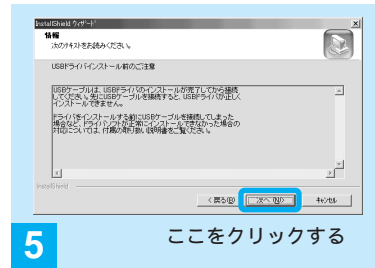 InstallShield ウィザード
情報
次のテキストをお読みください。
USBドライバインストール前のご注意
USBケーブルは、USBドライバのインストールが完了してから接続
してください。先にUSBケーブルを接続すると、USBドライバが正しく
インストールできません。
ドライバをインストールする前にUSBケーブルを接続してしまった
場合など、ドライバソフトが正常にインストールできなかった場合の
対応については、付属の取り扱い説明書をご覧ください。
InstallShield
< 戻る(B)
次へ(N)>
キャンセル
5
ここをクリックする